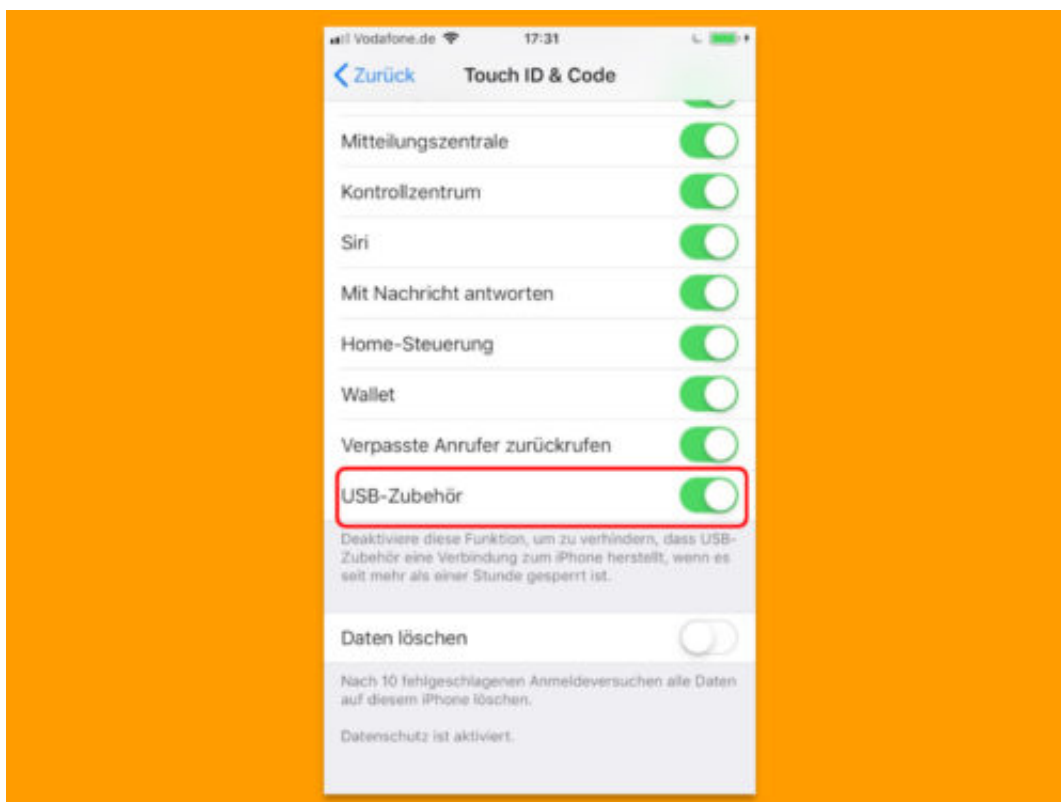 Vodafone.de 17:31
Zurück Touch ID & Code
Mitteilungszentrale
Kontrollzentrum
Siri
Mit Nachricht antworten
Home-Steuerung
Wallet
Verpasste Anrufer zurückrufen
USB-Zubehör
Deaktiviere diese Funktion, um zu verhindern, dass USB-
Zubehör eine Verbindung zum iPhone herstellt, wenn es
seit mehr als einer Stunde gesperrt ist.
Daten löschen
Nach 10 fehlgeschlagenen Anmeldeversuchen alle Daten
auf diesem iPhone löschen.
Datenschutz ist aktiviert.